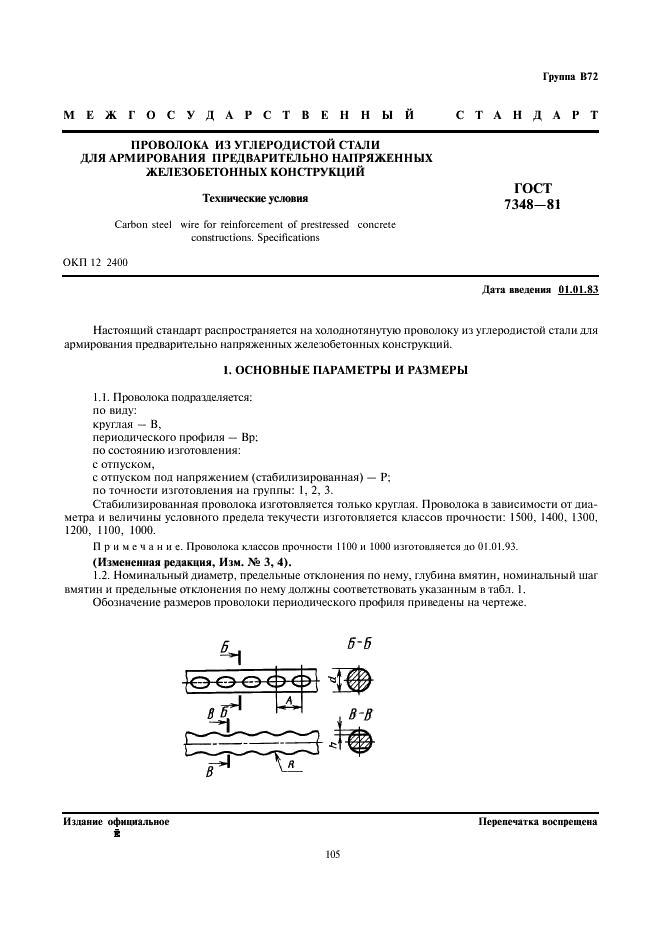 Группа В72
МЕЖГОСУДАРСТВЕННЫЙ СТАНДАРТ
ПРОВОЛОКА ИЗ УГЛЕРОДИСТОЙ СТАЛИ
ДЛЯ АРМИРОВАНИЯ ПРЕДВАРИТЕЛЬНО НАПРЯЖЕННЫХ
ЖЕЛЕЗОБЕТОННЫХ КОНСТРУКЦИЙ
Технические условия
Carbon steel wire for reinforcement of prestressed concrete
constructions. Specifications
ГОСТ
7348—81
ОКП 12 2400
Дата введения 01.01.83
Настоящий стандарт распространяется на холоднотянутую проволоку из углеродистой стали для
армирования предварительно напряженных железобетонных конструкций.
1. ОСНОВНЫЕ ПАРАМЕТРЫ И РАЗМЕРЫ
1.1. Проволока подразделяется:
по виду:
круглая — В,
периодического профиля — Вр;
по состоянию изготовления:
с отпуском,
с отпуском под напряжением (стабилизированная) — Р;
по точности изготовления на группы: 1, 2, 3.
Стабилизированная проволока изготовляется только круглая. Проволока в зависимости от диа-
метра и величины условного предела текучести изготовляется классов прочности: 1500, 1400, 1300,
1200, 1100, 1000.
Примечание. Проволока классов прочности 1100 и 1000 изготовляется до 01.01.93.
(Измененная редакция, Изм. № 3, 4).
1.2. Номинальный диаметр, предельные отклонения по нему, глубина вмятин, номинальный шаг
вмятин и предельные отклонения по нему должны соответствовать указанным в табл. 1.
Обозначение размеров проволоки периодического профиля приведены на чертеже.
Б
Б–Б
d
А
В Б
В–В
h
В
R
Издание официальное
Перепечатка воспрещена
105